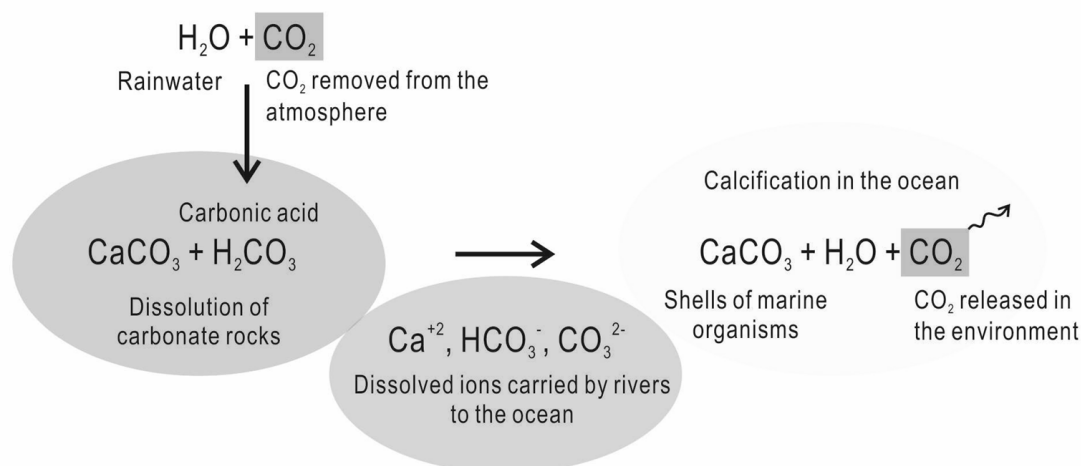 H₂O + CO₂
Rainwater
CO₂ removed from the
atmosphere
Carbonic acid
CaCO₃ + H₂CO₃
Dissolution of
carbonate rocks
Ca⁺², HCO₃⁻, CO₃²⁻
Dissolved ions carried by rivers
to the ocean
Calcification in the ocean
CaCO₃ + H₂O + CO₂
Shells of marine
organisms
CO₂ released in
the environment